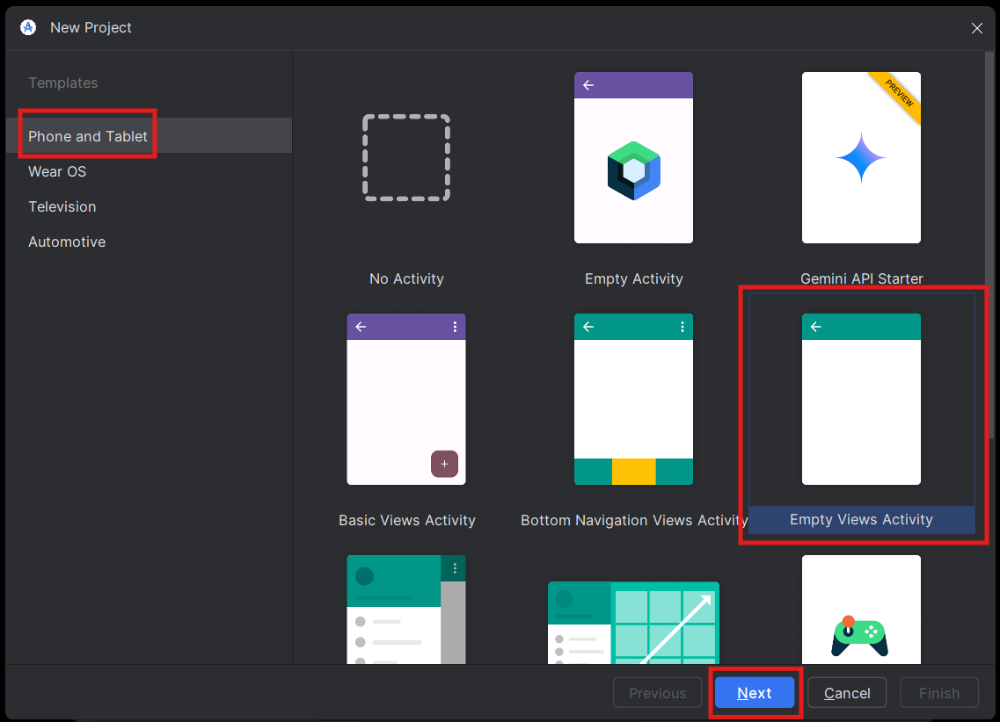 New Project
Templates
Phone and Tablet
Wear OS
Television
Automotive
PREVIEW
No Activity
Empty Activity
Gemini API Starter
Basic Views Activity
Bottom Navigation Views Activity
Empty Views Activity
Previous
Next
Cancel
Finish